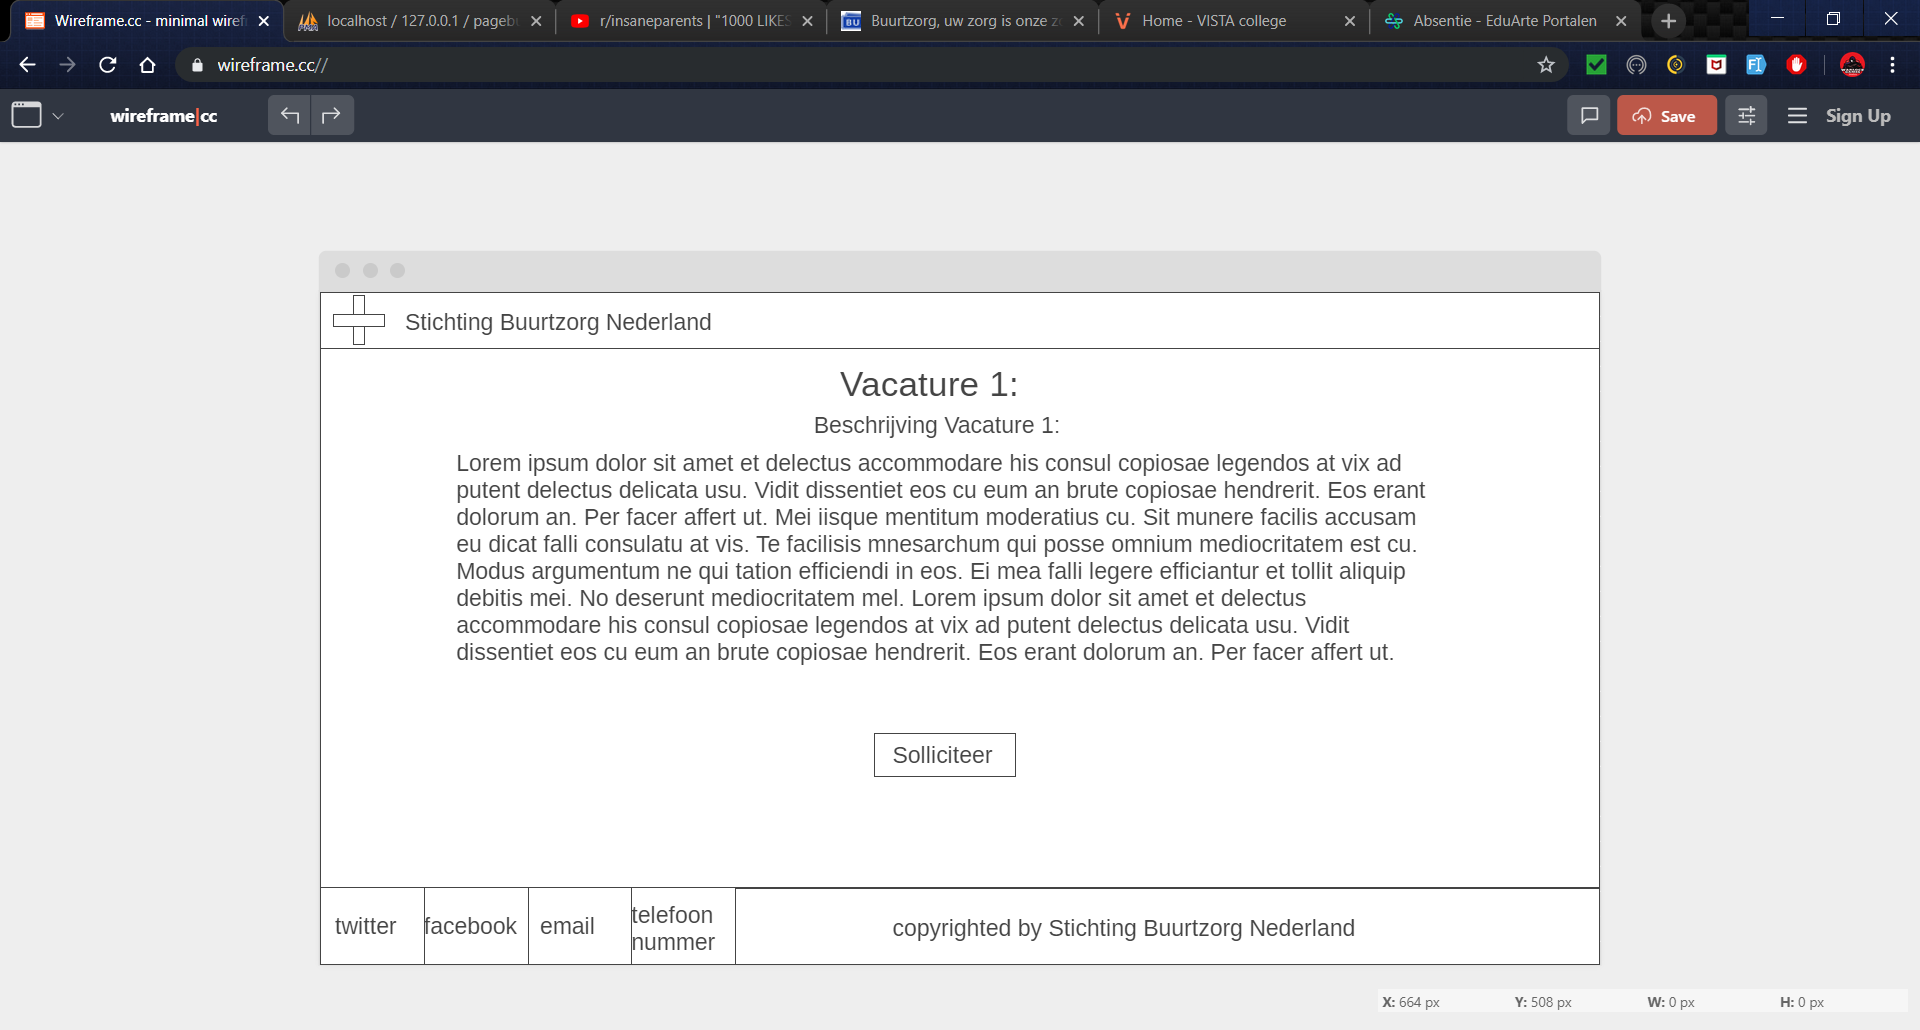 Wireframe.cc - minimal wiref
localhost / 127.0.0.1 / pagebu
r/insaneparents | "1000 LIKES
BU
Buurtzorg, uw zorg is onze zo
Home - VISTA college
Absentie - EduArte Portalen
wireframe.cc//
wireframe|cc
Save
Sign Up
Stichting Buurtzorg Nederland
Vacature 1:
Beschrijving Vacature 1:
Lorem ipsum dolor sit amet et delectus accommodare his consul copiosae legendos at vix ad
putent delectus delicata usu. Vidit dissentiet eos cu eum an brute copiosae hendrerit. Eos erant
dolorum an. Per facer affert ut. Mei iisque mentitum moderatius cu. Sit munere facilis accusam
eu dicat falli consulatu at vis. Te facilisis mnesarchum qui posse omnium mediocritatem est cu.
Modus argumentum ne qui tation efficiendi in eos. Ei mea falli legere efficiantur et tollit aliquip
debitis mei. No deserunt mediocritatem mel. Lorem ipsum dolor sit amet et delectus
accommodare his consul copiosae legendos at vix ad putent delectus delicata usu. Vidit
dissentiet eos cu eum an brute copiosae hendrerit. Eos erant dolorum an. Per facer affert ut.
Solliciteer
twitter
facebook
email
telefoon
nummer
copyrighted by Stichting Buurtzorg Nederland
X: 664 px Y: 508 px W: 0 px H: 0 px